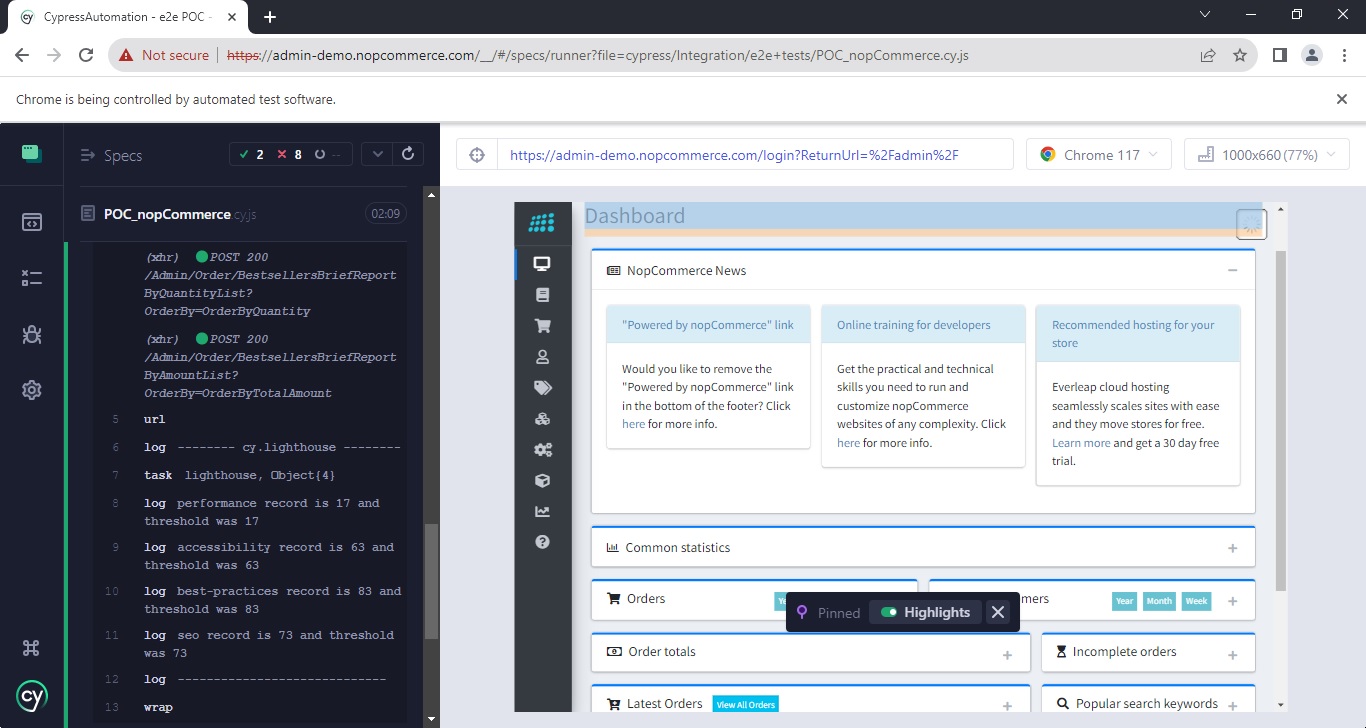 CypressAutomation - e2e POC -
Not secure
https://admin-demo.nopcommerce.com/__/#/specs/runner?file=cypress/Integration/e2e+tests/POC_nopCommerce.cy.js
Chrome is being controlled by automated test software.
Specs
2 8 --
POC_nopCommerce.cy.js 02:09
(xhr) POST 200
/Admin/Order/BestsellersBriefReport
ByQuantityList?
OrderBy=OrderByQuantity
(xhr) POST 200
/Admin/Order/BestsellersBriefReport
ByAmountList?
OrderBy=OrderByTotalAmount
5 url
6 log -------- cy.lighthouse --------
7 task lighthouse, Object{4}
8 log performance record is 17 and
threshold was 17
9 log accessibility record is 63 and
threshold was 63
10 log best-practices record is 83 and
threshold was 83
11 log seo record is 73 and threshold
was 73
12 log -----------------------------
13 wrap
cy
https://admin-demo.nopcommerce.com/login?ReturnUrl=%2Fadmin%2F
Chrome 117
1000x660 (77%)
Dashboard
NopCommerce News
"Powered by nopCommerce" link
Would you like to remove the
"Powered by nopCommerce" link
in the bottom of the footer? Click
here for more info.
Online training for developers
Get the practical and technical
skills you need to run and
customize nopCommerce
websites of any complexity. Click
here for more info.
Recommended hosting for your
store
Everleap cloud hosting
seamlessly scales sites with ease
and they move stores for free.
Learn more and get a 30 day free
trial.
Common statistics
Orders
mers
Year Month Week
Pinned Highlights
Order totals
Incomplete orders
Latest Orders View All Orders
Popular search keywords